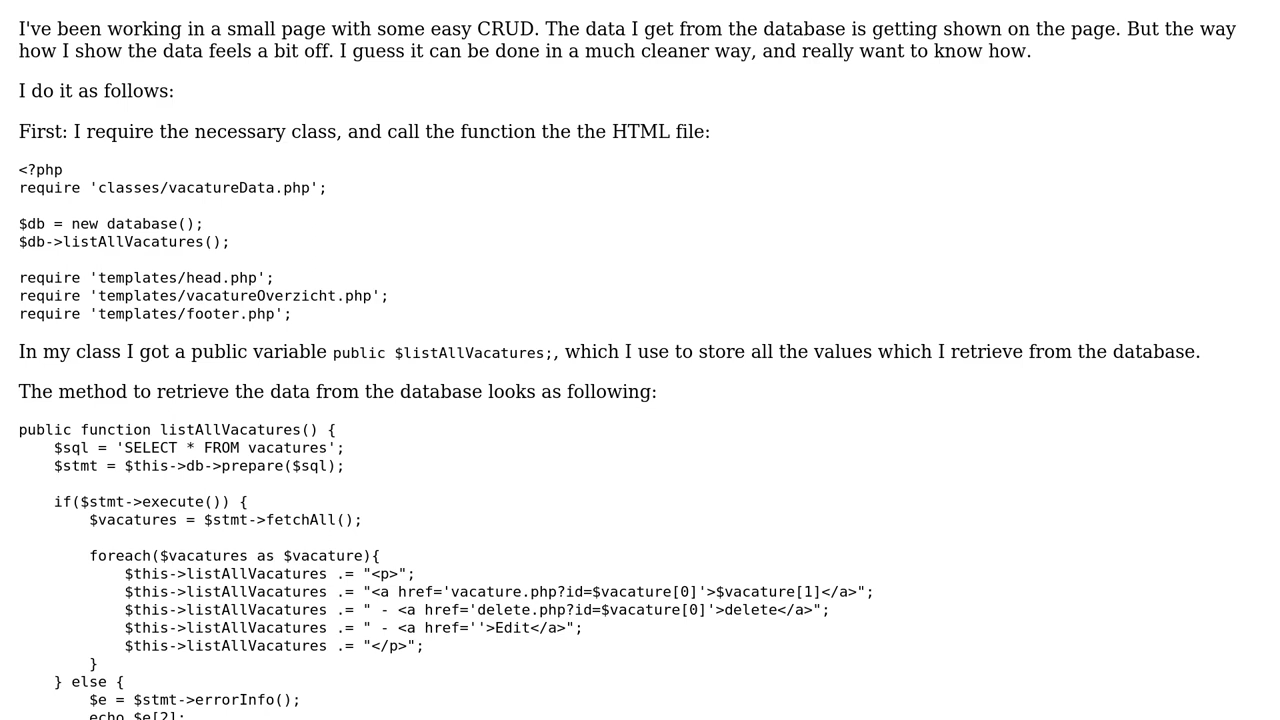 I've been working in a small page with some easy CRUD. The data I get from the database is getting shown on the page. But the way
how I show the data feels a bit off. I guess it can be done in a much cleaner way, and really want to know how.
I do it as follows:
First: I require the necessary class, and call the function the the HTML file:
<?php
require 'classes/vacatureData.php';
$db = new database();
$db->listAllVacatures();
require 'templates/head.php';
require 'templates/vacatureOverzicht.php';
require 'templates/footer.php';
In my class I got a public variable public $listAllVacatures;, which I use to store all the values which I retrieve from the database.
The method to retrieve the data from the database looks as following:
public function listAllVacatures() {
    $sql = 'SELECT * FROM vacatures';
    $stmt = $this->db->prepare($sql);
    if($stmt->execute()) {
        $vacatures = $stmt->fetchAll();
        foreach($vacatures as $vacature){
            $this->listAllVacatures .= "<p>";
            $this->listAllVacatures .= "<a href='vacature.php?id=$vacature[0]'>$vacature[1]</a>";
            $this->listAllVacatures .= " - <a href='delete.php?id=$vacature[0]'>delete</a>";
            $this->listAllVacatures .= " - <a href=''>Edit</a>";
            $this->listAllVacatures .= "</p>";
        }
    } else {
        $e = $stmt->errorInfo();
        echo $e[2];